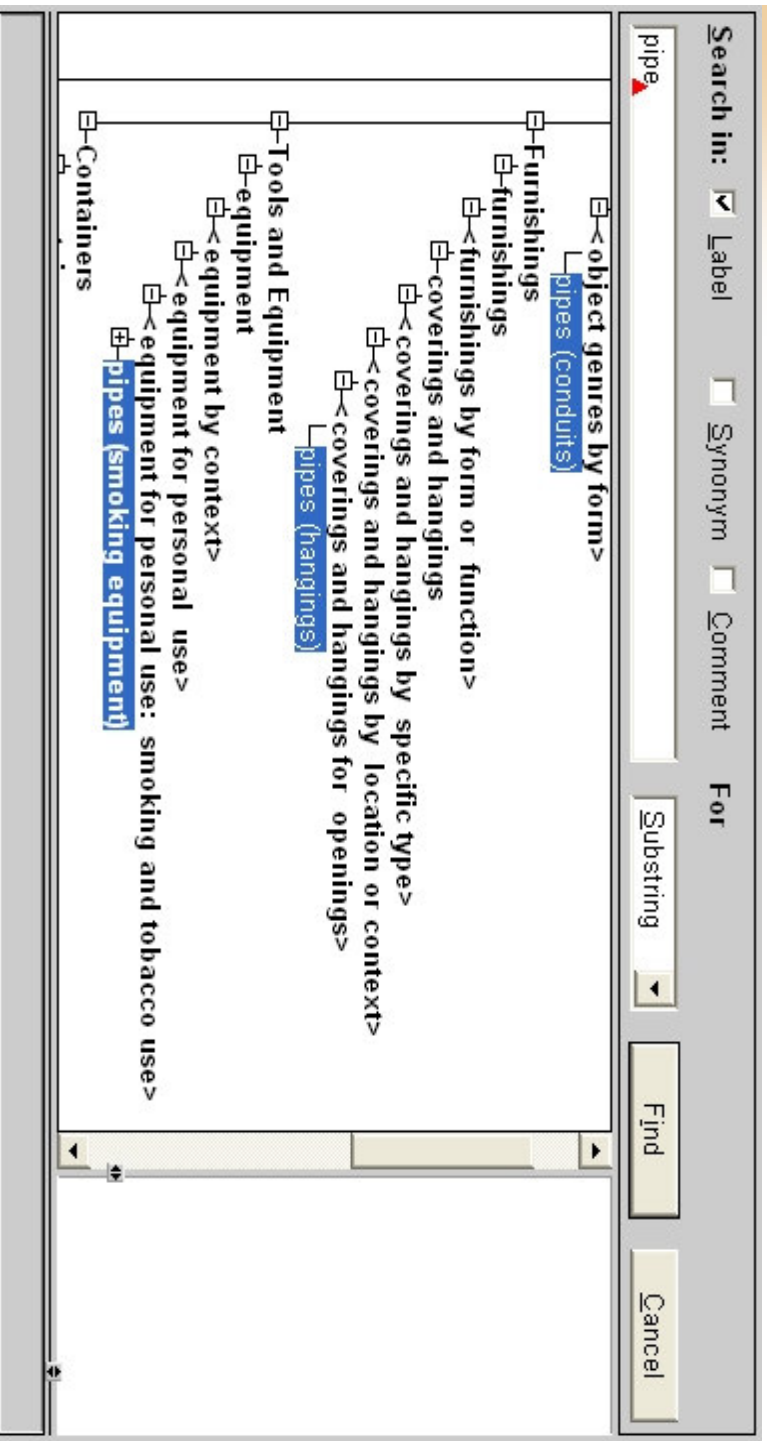 Search in: Label Synonym Comment For
pipe Substring Find Cancel
<object genres by form>
pipes (conduits)
Furnishings
furnishings
<furnishings by form or function>
coverings and hangings
<coverings and hangings by specific type>
<coverings and hangings by location or context>
<coverings and hangings for openings>
pipes (hangings)
Tools and Equipment
equipment
<equipment by context>
<equipment for personal use>
<equipment for personal use: smoking and tobacco use>
pipes (smoking equipment)
Containers